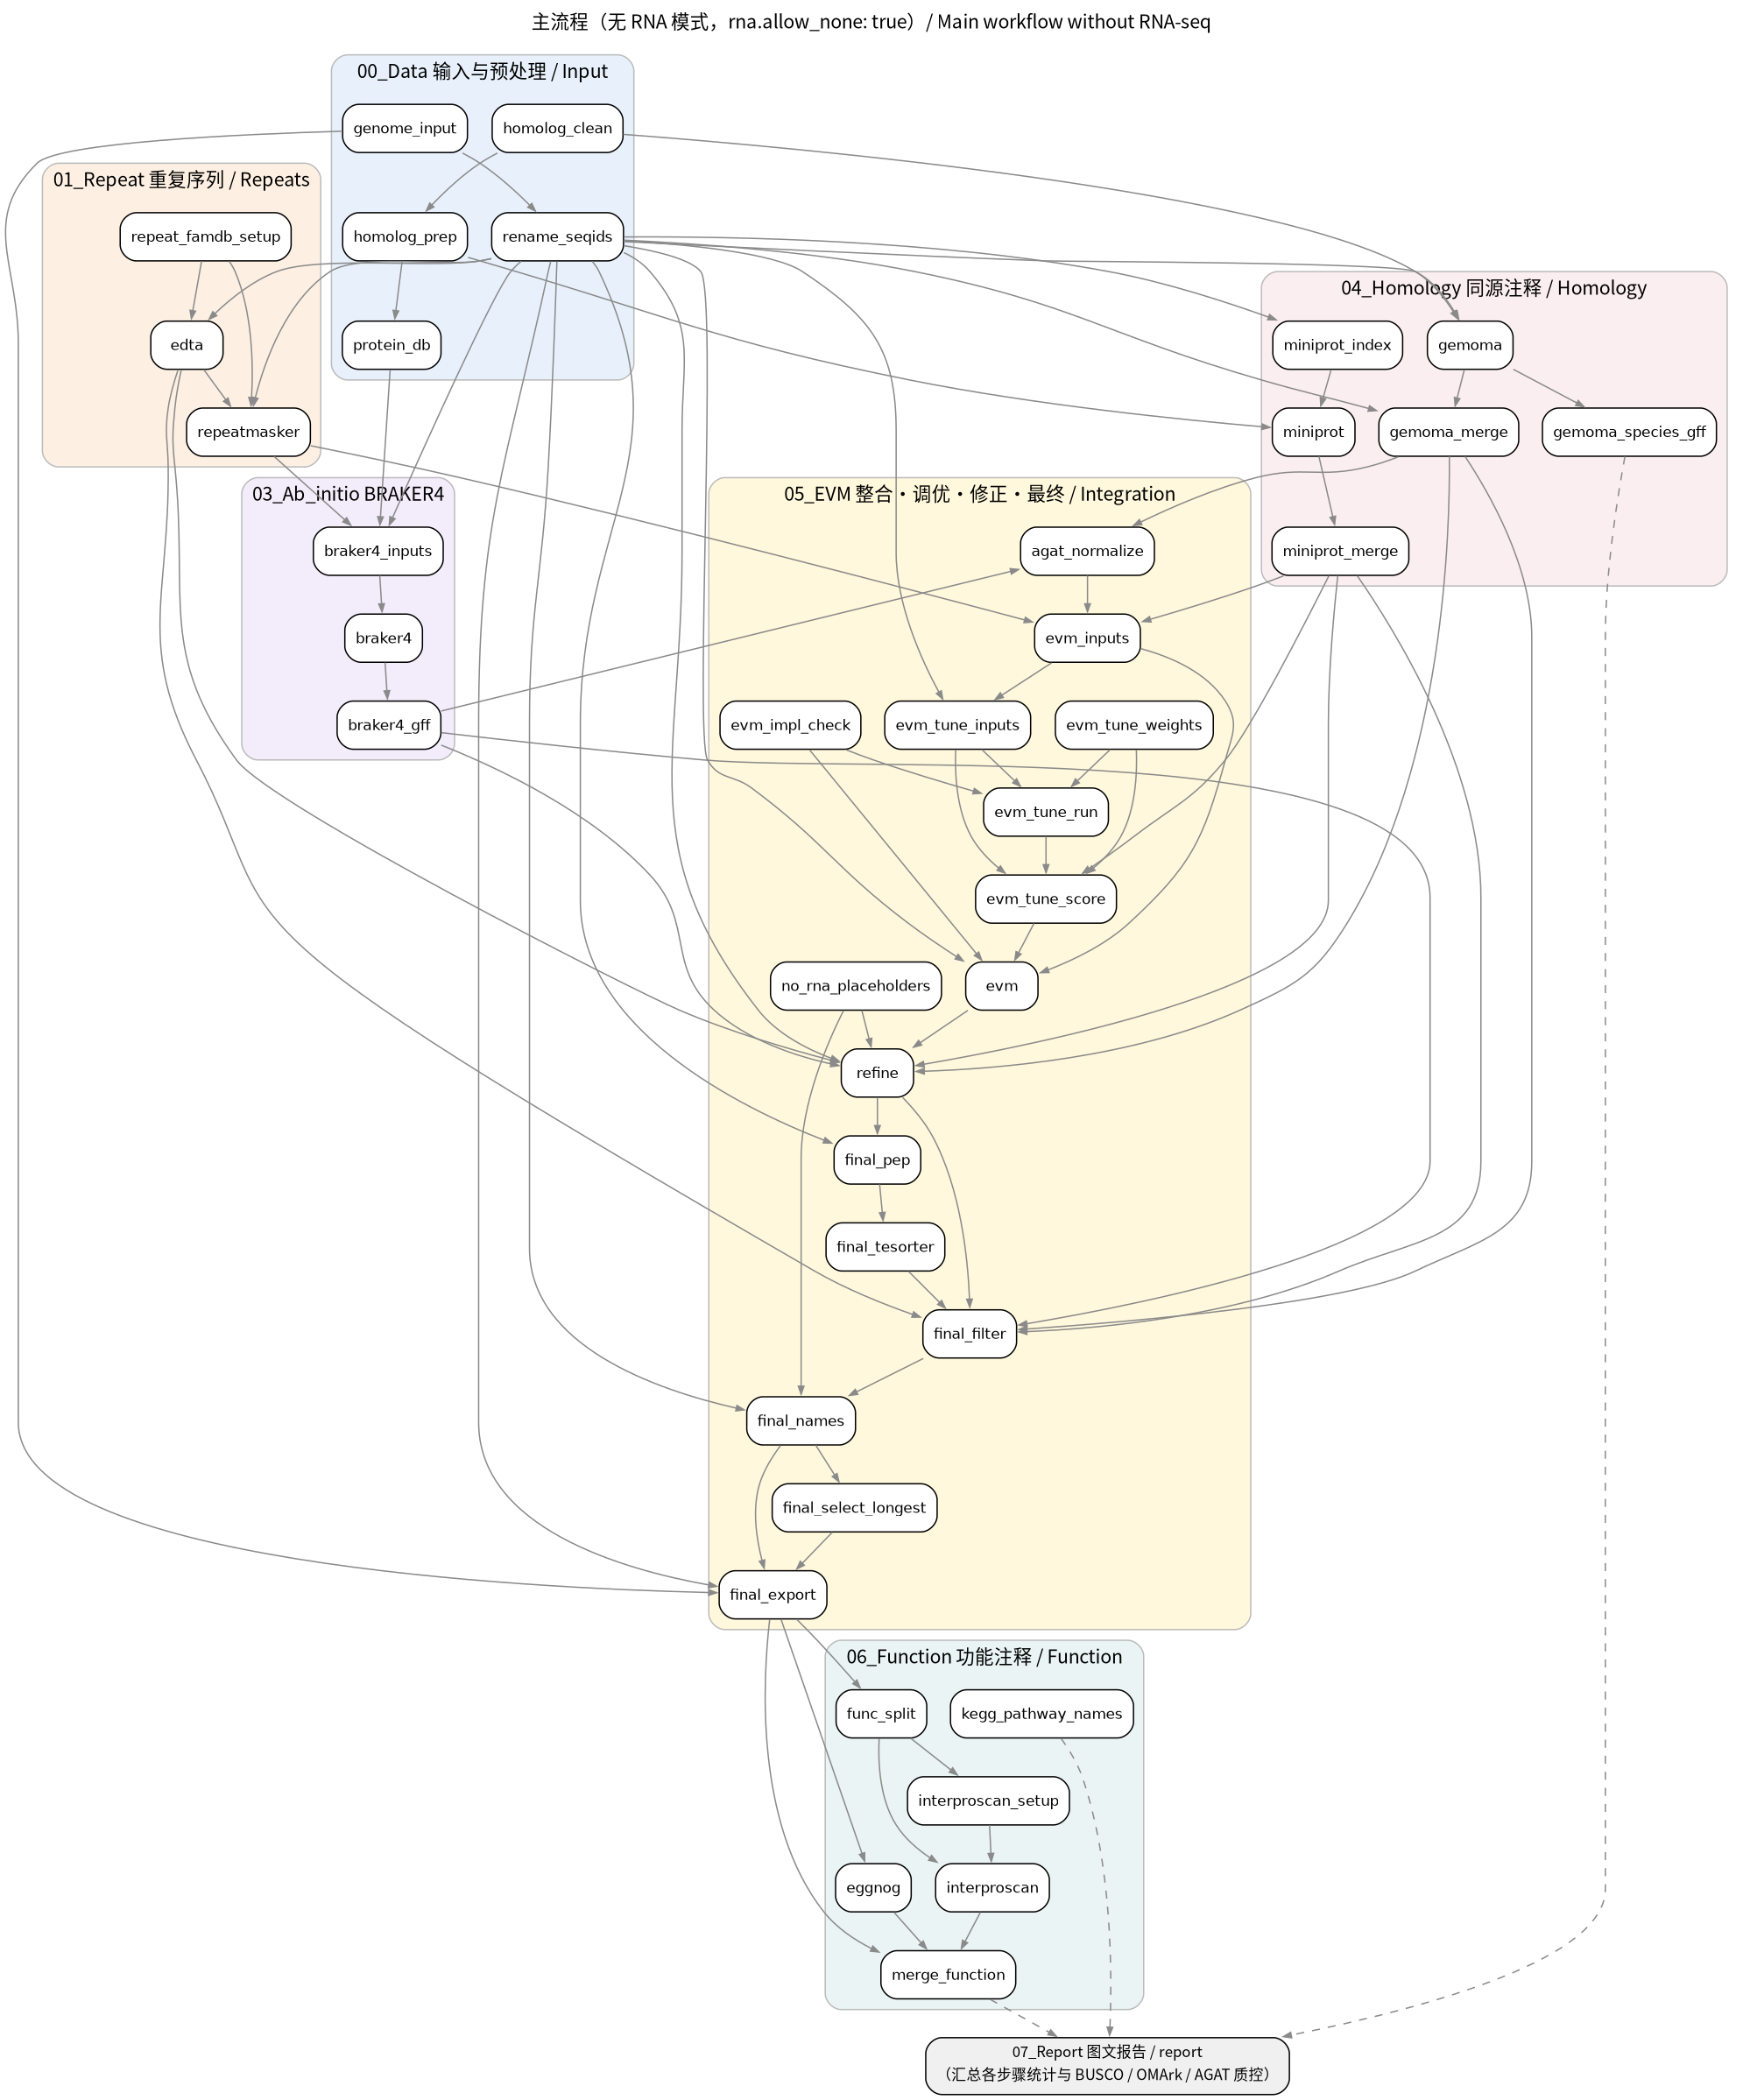 主流程（无 RNA 模式，rna.allow_none: true）/ Main workflow without RNA-seq
00_Data 输入与预处理 / Input
genome_input
homolog_clean
homolog_prep
rename_seqids
protein_db
01_Repeat 重复序列 / Repeats
repeat_famdb_setup
edta
repeatmasker
04_Homology 同源注释 / Homology
miniprot_index
gemoma
miniprot
gemoma_merge
gemoma_species_gff
miniprot_merge
03_Ab_initio BRAKER4
braker4_inputs
braker4
braker4_gff
05_EVM 整合・调优・修正・最终 / Integration
agat_normalize
evm_inputs
evm_impl_check
evm_tune_inputs
evm_tune_weights
evm_tune_run
evm_tune_score
no_rna_placeholders
evm
refine
final_pep
final_tesorter
final_filter
final_names
final_select_longest
final_export
06_Function 功能注释 / Function
func_split
kegg_pathway_names
interproscan_setup
eggnog
interproscan
merge_function
07_Report 图文报告 / report
（汇总各步骤统计与 BUSCO / OMArk / AGAT 质控）